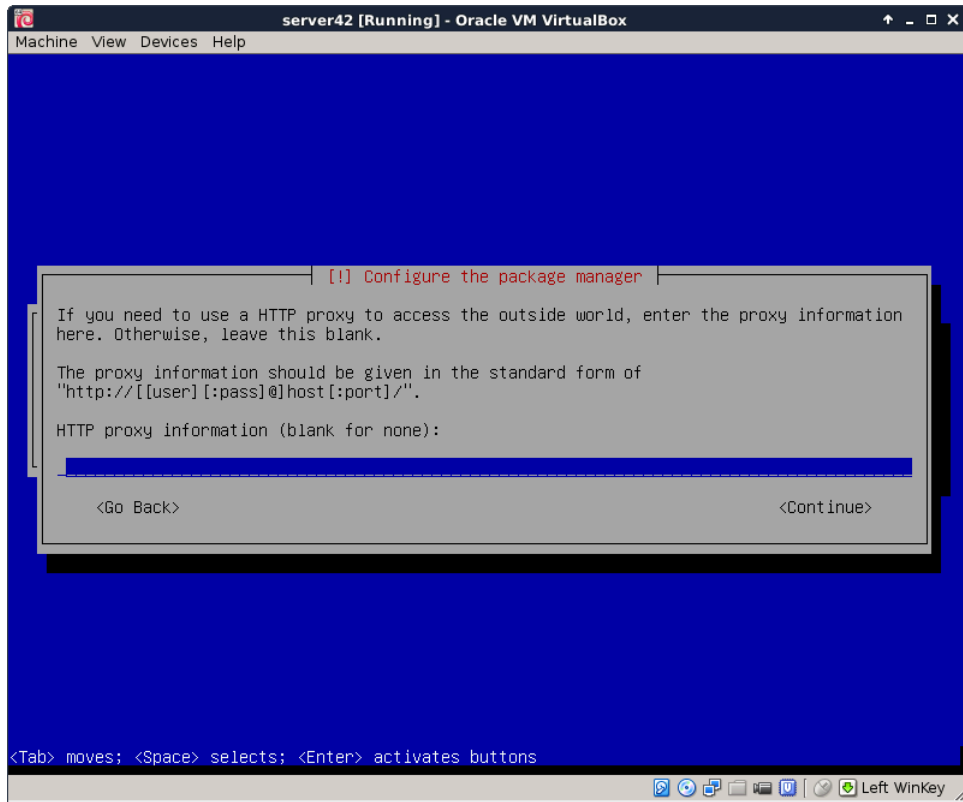 server42 [Running] - Oracle VM VirtualBox
Machine View Devices Help
[!] Configure the package manager
If you need to use a HTTP proxy to access the outside world, enter the proxy information
here. Otherwise, leave this blank.
The proxy information should be given in the standard form of
"http://[[user][:pass]@]host[:port]/".
HTTP proxy information (blank for none):
<Go Back> <Continue>
<Tab> moves; <Space> selects; <Enter> activates buttons
Left WinKey